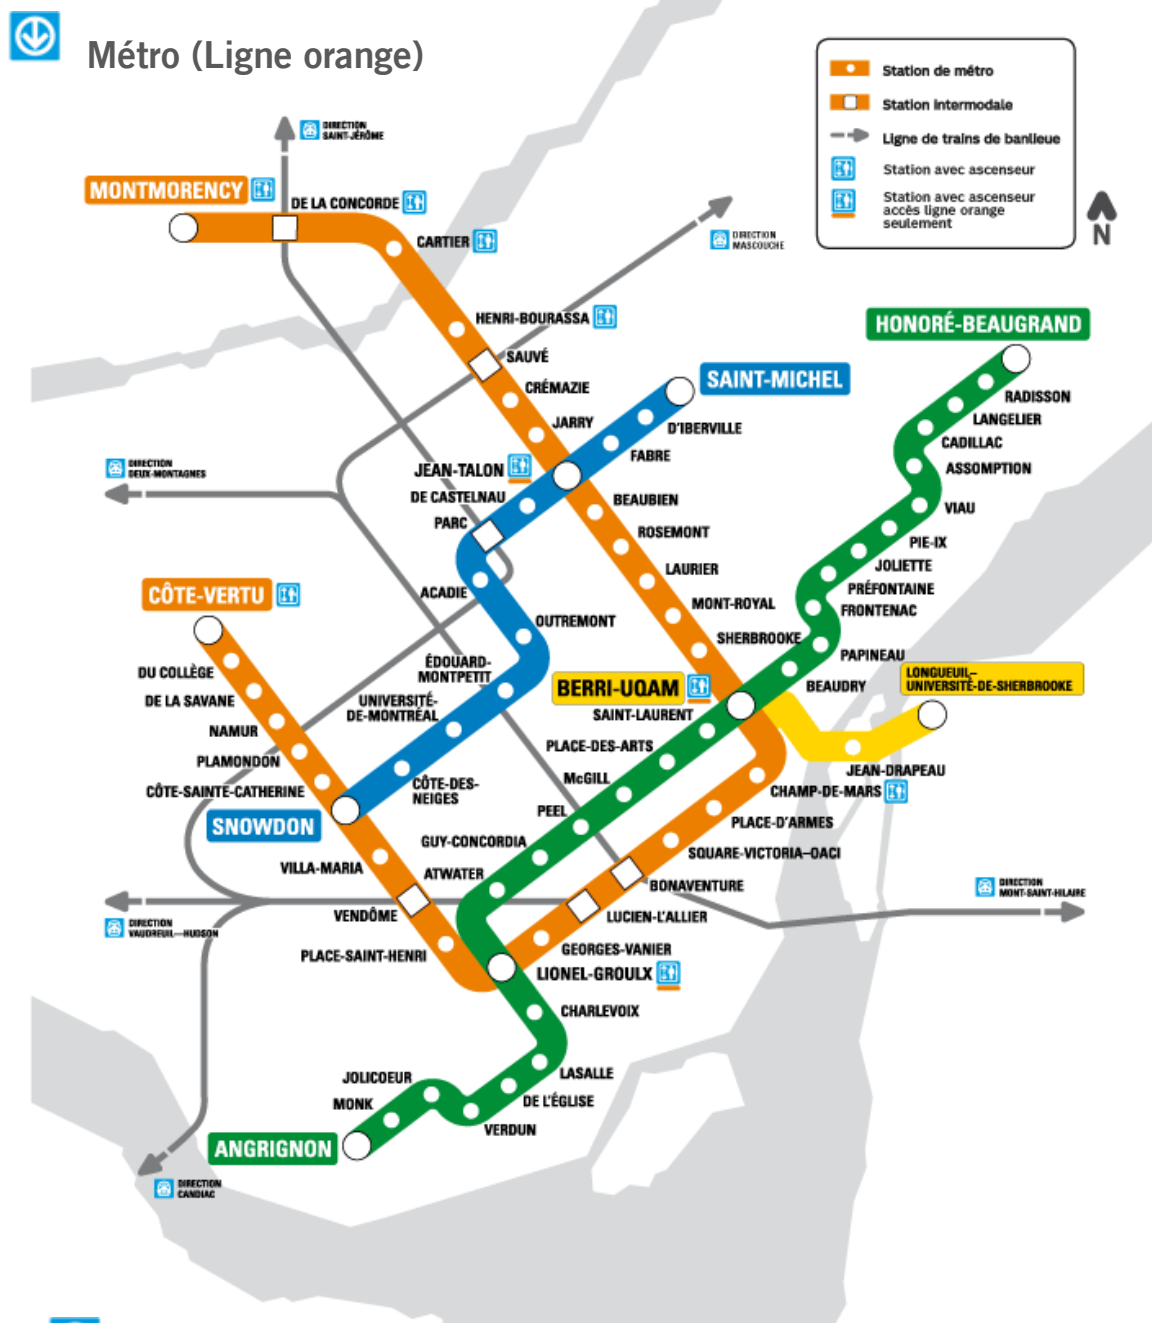 Métro (Ligne orange)
Station de métro
Station intermodale
Ligne de trains de banlieue
Station avec ascenseur
Station avec ascenseur
accès ligne orange
seulement
N
DIRECTION
SAINT-JÉRÔME
MONTMORENCY
DE LA CONCORDE
CARTIER
DIRECTION
MASCOUCHE
HENRI-BOURASSA
SAUVÉ
CRÉMAZIE
JARRY
HONORÉ-BEAUGRAND
RADISSON
LANGELIER
CADILLAC
ASSOMPTION
VIAU
PIE-IX
JOLIETTE
PRÉFONTAINE
FRONTENAC
PAPINEAU
BEAUDRY
SAINT-MICHEL
D'IBERVILLE
FABRE
JEAN-TALON
DE CASTELNAU
PARC
ACADIE
OUTREMONT
ÉDOUARD-
MONTPETIT
UNIVERSITÉ-
DE-MONTRÉAL
CÔTE-DES-
NEIGES
DIRECTION
DEUX-MONTAGNES
BEAUBIEN
ROSEMONT
LAURIER
MONT-ROYAL
SHERBROOKE
BERRI-UQAM
LONGUEUIL–
UNIVERSITÉ-DE-SHERBROOKE
JEAN-DRAPEAU
CÔTE-VERTU
DU COLLÈGE
DE LA SAVANE
NAMUR
PLAMONDON
CÔTE-SAINTE-CATHERINE
SNOWDON
VILLA-MARIA
VENDÔME
PLACE-SAINT-HENRI
SAINT-LAURENT
PLACE-DES-ARTS
McGILL
PEEL
GUY-CONCORDIA
ATWATER
CHAMP-DE-MARS
PLACE-D'ARMES
SQUARE-VICTORIA–OACI
BONAVENTURE
LUCIEN-L'ALLIER
GEORGES-VANIER
LIONEL-GROULX
DIRECTION
MONT-SAINT-HILAIRE
DIRECTION
VAUDREUIL—HUDSON
CHARLEVOIX
LASALLE
DE L'ÉGLISE
VERDUN
JOLICOEUR
MONK
ANGRIGNON
DIRECTION
CANDIAC